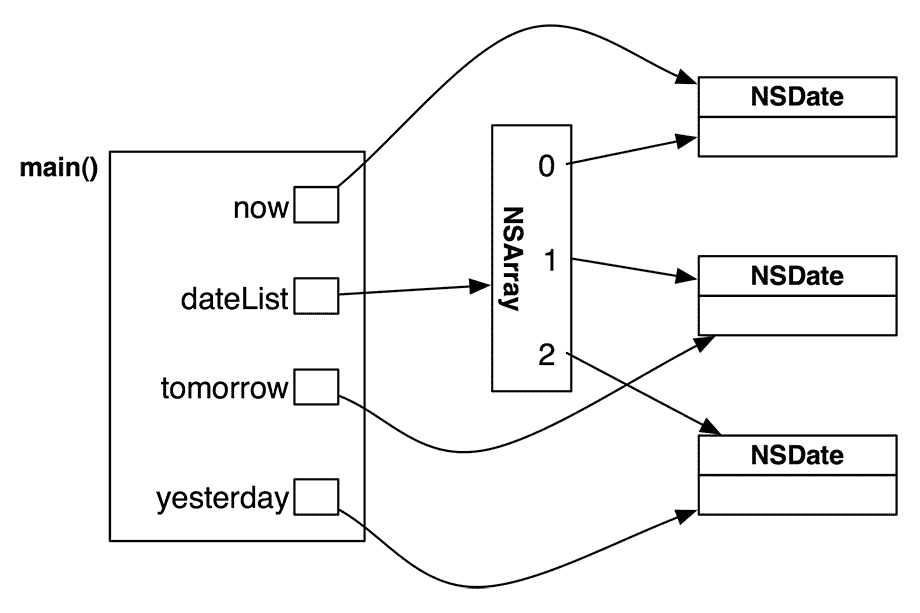 main()
now
dateList
tomorrow
yesterday
NSArray
0
1
2
NSDate
NSDate
NSDate